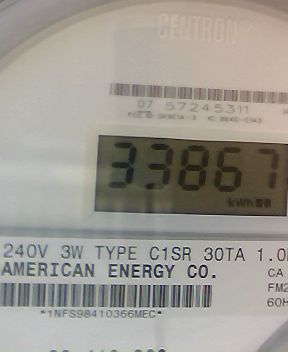 CENTRON®
07 57245311
33867
kWh
240V 3W TYPE C1SR 30TA 1.0
AMERICAN ENERGY CO.
CA
FM2
60H
*1NFS98410366MEC*